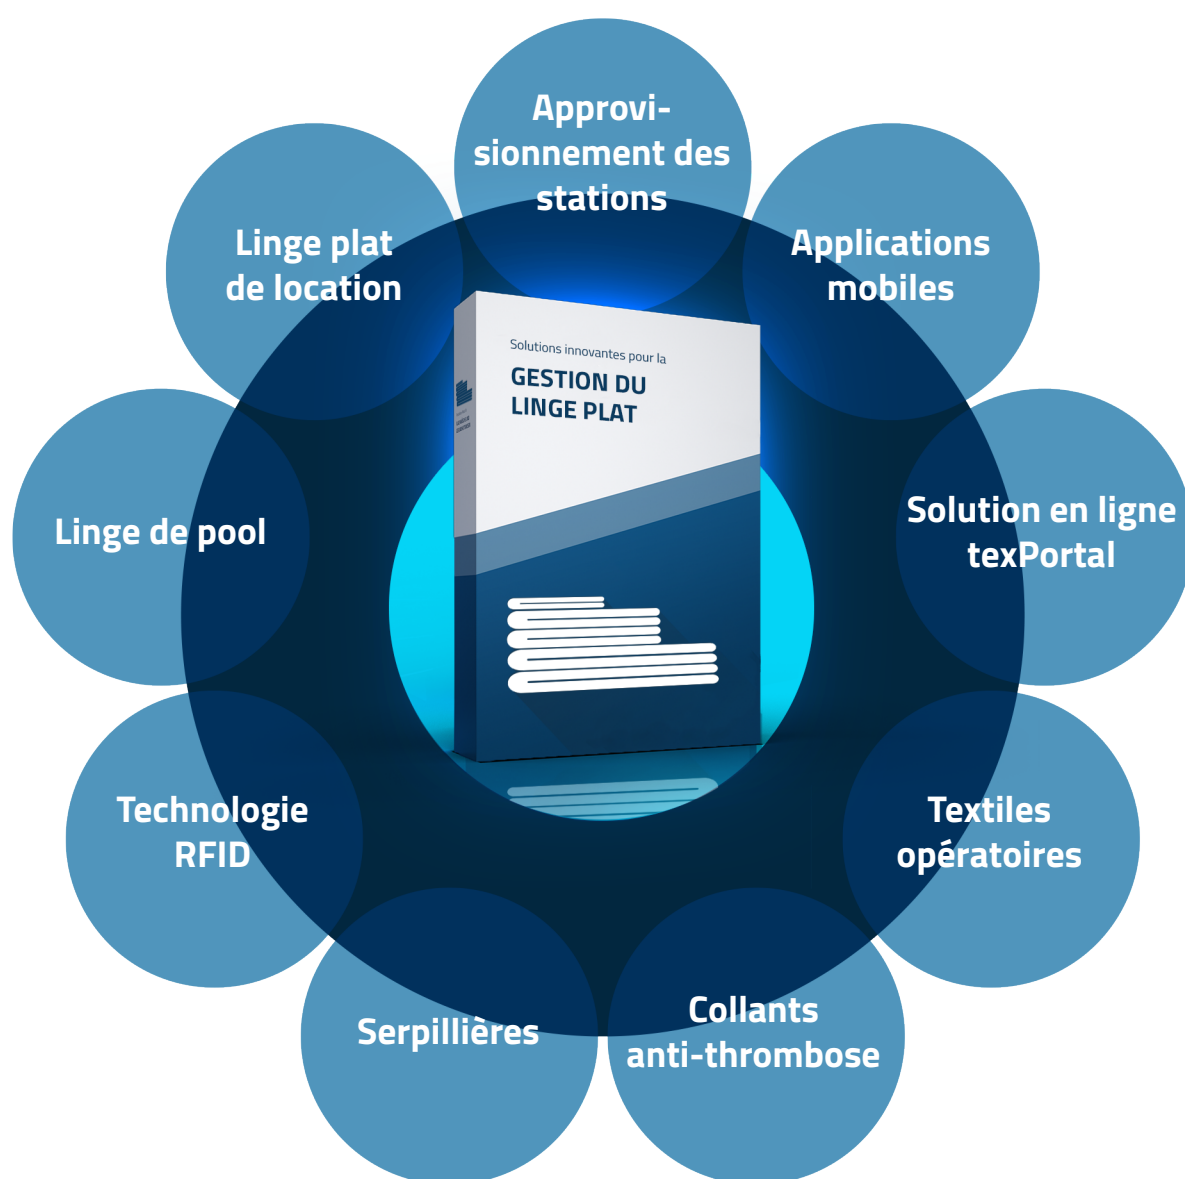 Approvi-
sionnement des
stations
Applications
mobiles
Solution en ligne
texPortal
Textiles
opératoires
Collants
anti-thrombose
Serpillières
Technologie
RFID
Linge de pool
Linge plat
de location
Solutions innovantes pour la
GESTION DU
LINGE PLAT